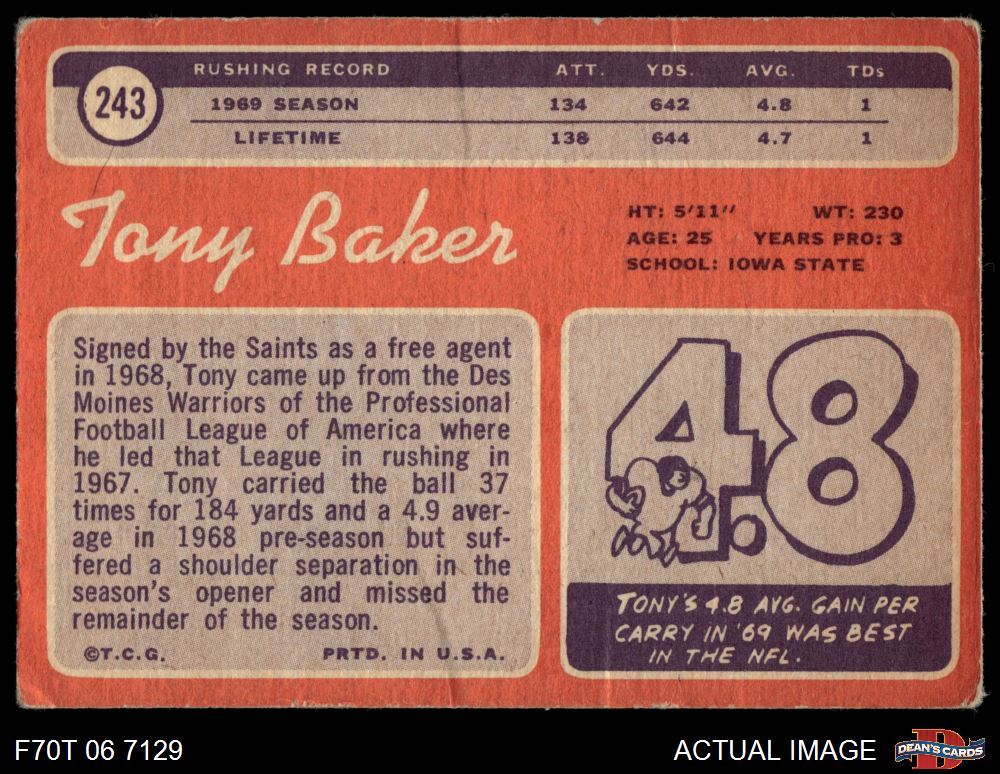 243
RUSHING RECORD ATT. YDS. AVG. TDs
1969 SEASON 134 642 4.8 1
LIFETIME 138 644 4.7 1
Tony Baker
HT: 5'11" WT: 230
AGE: 25 YEARS PRO: 3
SCHOOL: IOWA STATE
Signed by the Saints as a free agent
in 1968, Tony came up from the Des
Moines Warriors of the Professional
Football League of America where
he led that League in rushing in
1967. Tony carried the ball 37
times for 184 yards and a 4.9 aver-
age in 1968 pre-season but suf-
fered a shoulder separation in the
season's opener and missed the
remainder of the season.
©T.C.G. PRTD. IN U.S.A.
4.8
TONY'S 4.8 AVG. GAIN PER
CARRY IN '69 WAS BEST
IN THE NFL.
F70T 06 7129
ACTUAL IMAGE
D
DEAN'S CARDS